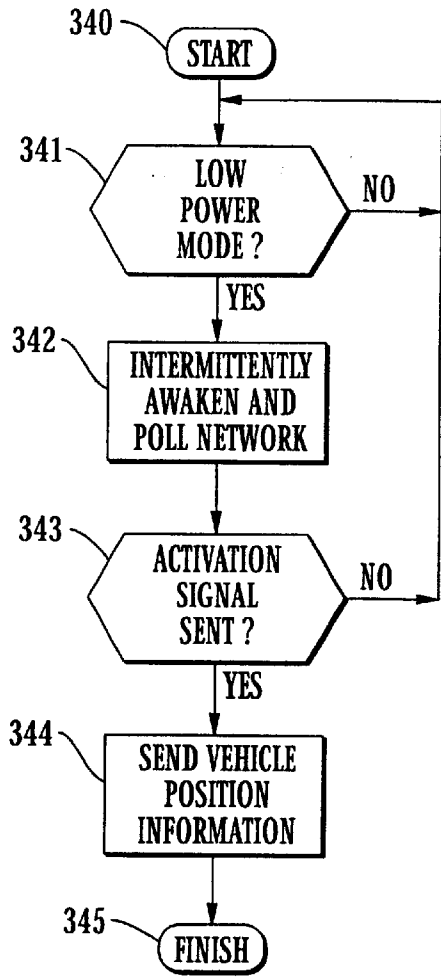 340
START
341
LOW
POWER
MODE ?
NO
YES
342
INTERMITTENTLY
AWAKEN AND
POLL NETWORK
343
ACTIVATION
SIGNAL
SENT ?
NO
YES
344
SEND VEHICLE
POSITION
INFORMATION
345
FINISH